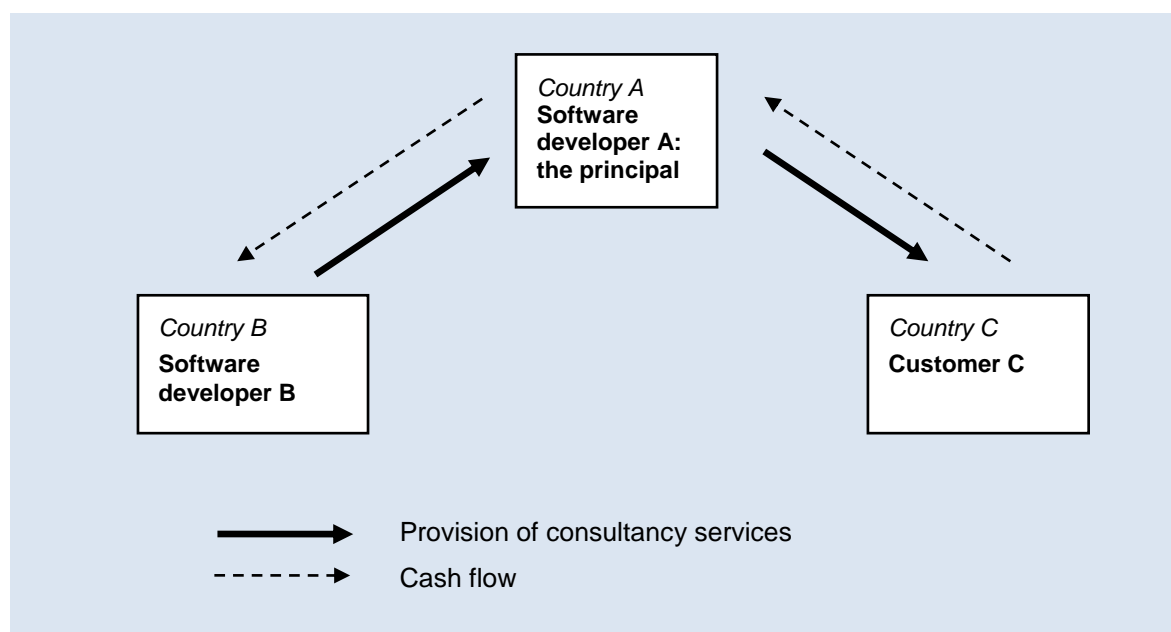 Country A
Software
developer A:
the principal
Country B
Software
developer B
Country C
Customer C
Provision of consultancy services
Cash flow